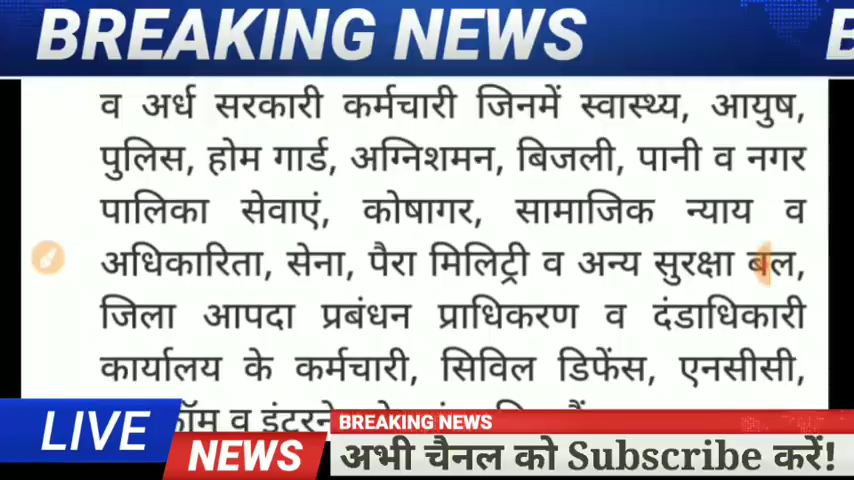 BREAKING NEWS
व अर्ध सरकारी कर्मचारी जिनमें स्वास्थ्य, आयुष,
पुलिस, होम गार्ड, अग्निशमन, बिजली, पानी व नगर
पालिका सेवाएं, कोषागर, सामाजिक न्याय व
अधिकारिता, सेना, पैरा मिलिट्री व अन्य सुरक्षा बल,
जिला आपदा प्रबंधन प्राधिकरण व दंडाधिकारी
कार्यालय के कर्मचारी, सिविल डिफेंस, एनसीसी,
व
LIVE
NEWS
BREAKING NEWS
अभी चैनल को Subscribe करें!